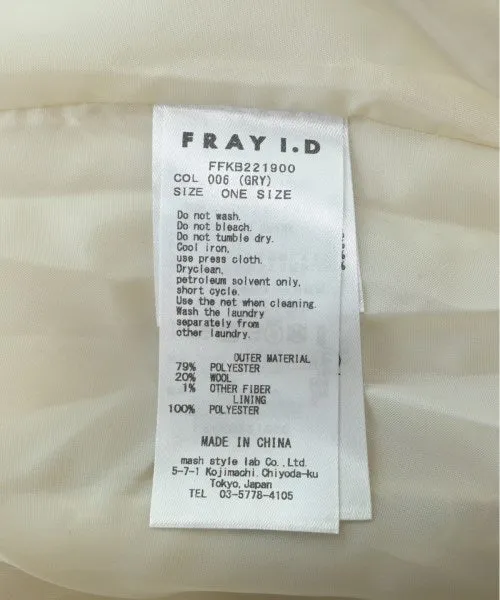 FRAY I.D
FFKB221900
COL 006 (GRY)
SIZE ONE SIZE
Do not wash.
Do not bleach.
Do not tumble dry.
Cool iron,
use press cloth.
Dryclean,
petroleum solvent only,
short cycle.
Use the net when cleaning.
Wash the laundry
separately from
other laundry.
OUTER MATERIAL
79% POLYESTER
20% WOOL
1% OTHER FIBER
LINING
100% POLYESTER
MADE IN CHINA
mash style lab Co.,Ltd.
5-7-1 Kojimachi,Chiyoda-ku
Tokyo,Japan
TEL 03-5778-4105